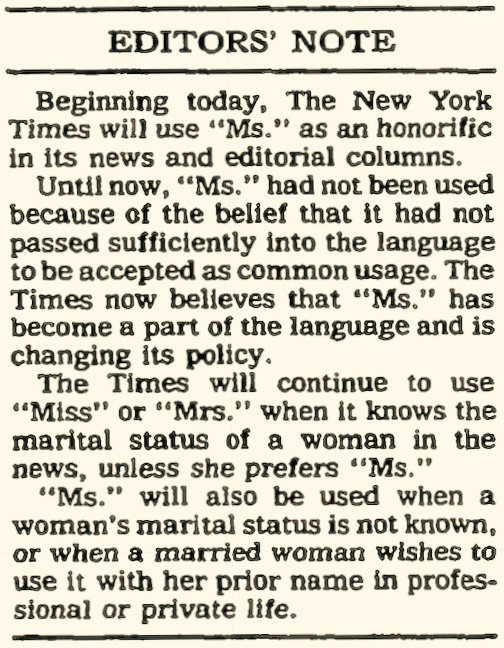 EDITORS' NOTE
Beginning today, The New York
Times will use "Ms." as an honorific
in its news and editorial columns.
Until now, "Ms." had not been used
because of the belief that it had not
passed sufficiently into the language
to be accepted as common usage. The
Times now believes that "Ms." has
become a part of the language and is
changing its policy.
The Times will continue to use
"Miss" or "Mrs." when it knows the
marital status of a woman in the
news, unless she prefers "Ms."
"Ms." will also be used when a
woman's marital status is not known,
or when a married woman wishes to
use it with her prior name in profes-
sional or private life.